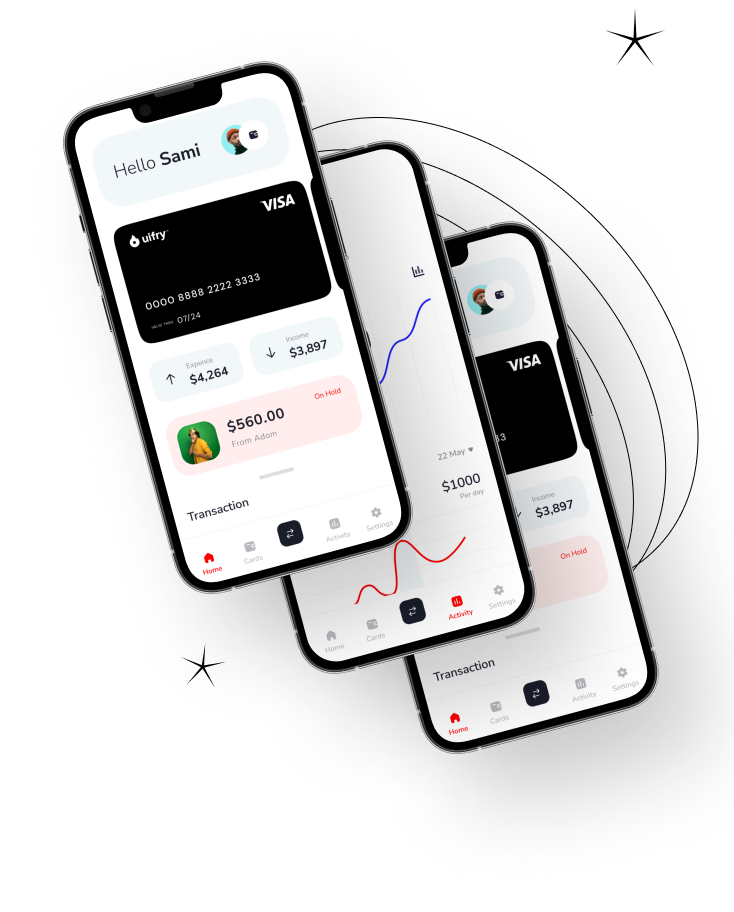 Hello Sami
VISA
uifry
0000 8888 2222 3333
VALID THRU 07/24
Expence
$4,264
Income
$3,897
On Hold
$560.00
From Adom
Transaction
Home
Cards
Activity
Settings
22 May
$1000
Per day
Home
Cards
Activity
Settings
VISA
33
Income
$3,897
On Hold
Transaction
Home
Cards
Activity
Settings